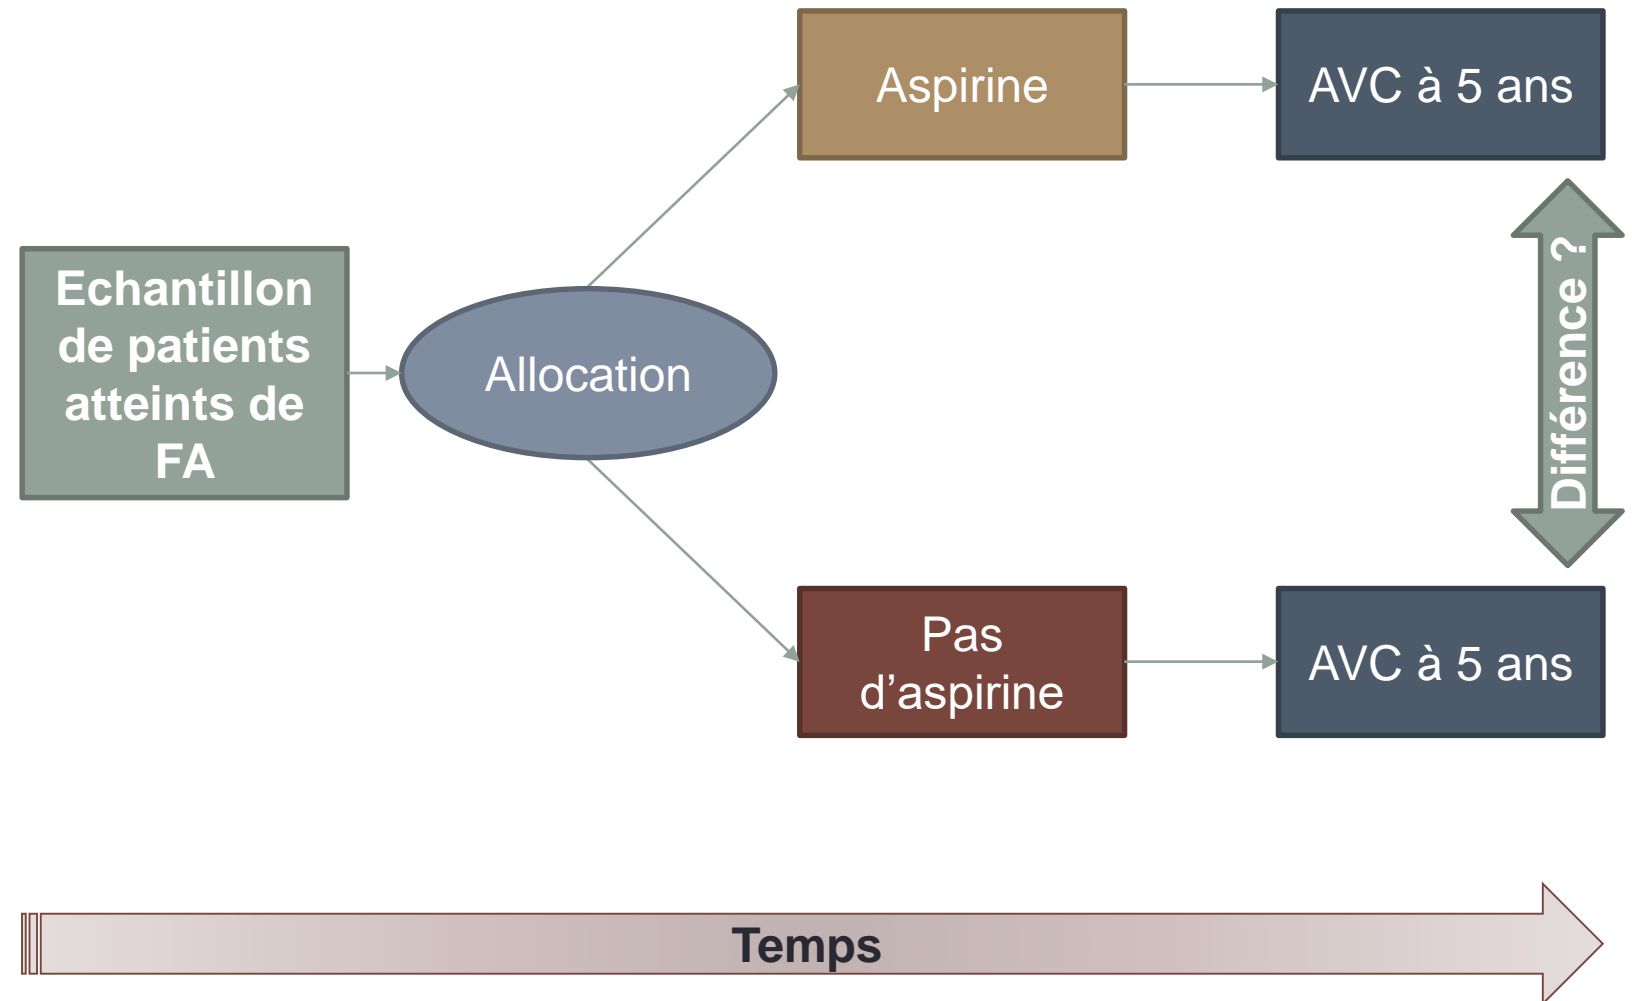 Echantillon
de patients
atteints de
FA
Allocation
Aspirine
AVC à 5 ans
Différence ?
Pas
d’aspirine
AVC à 5 ans
Temps